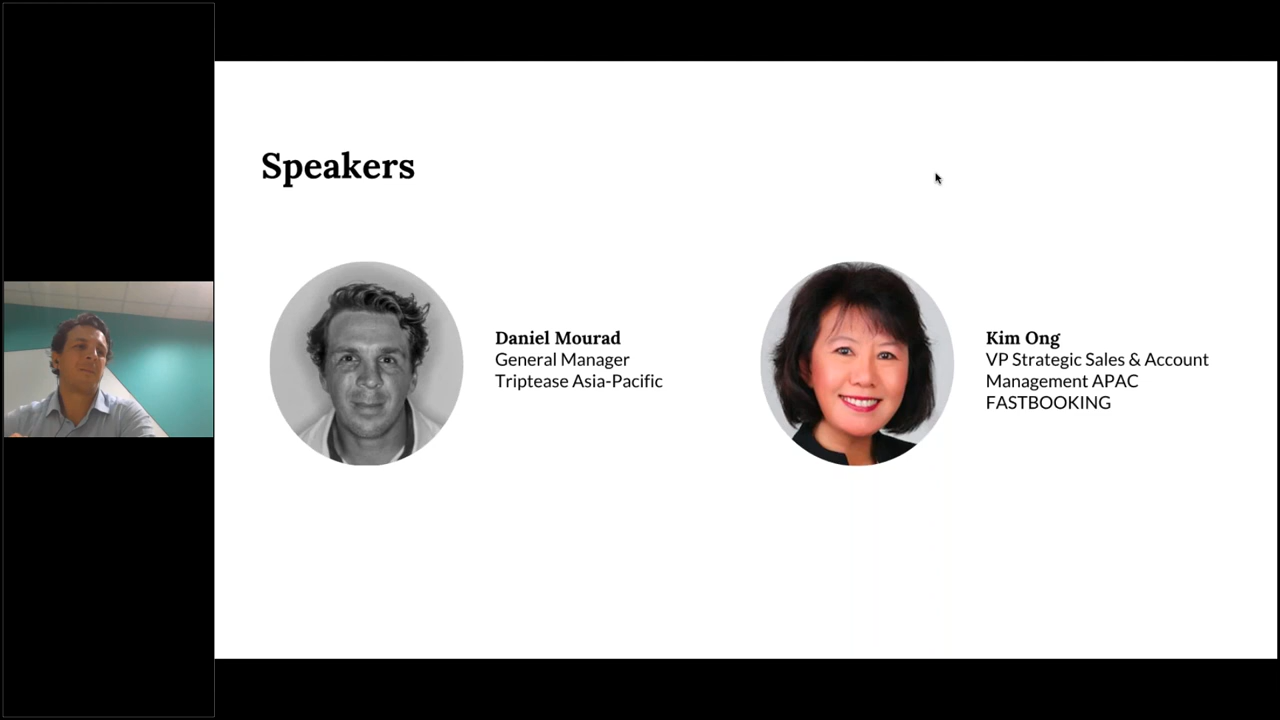 Speakers
Daniel Mourad
General Manager
Triptease Asia-Pacific
Kim Ong
VP Strategic Sales & Account
Management APAC
FASTBOOKING